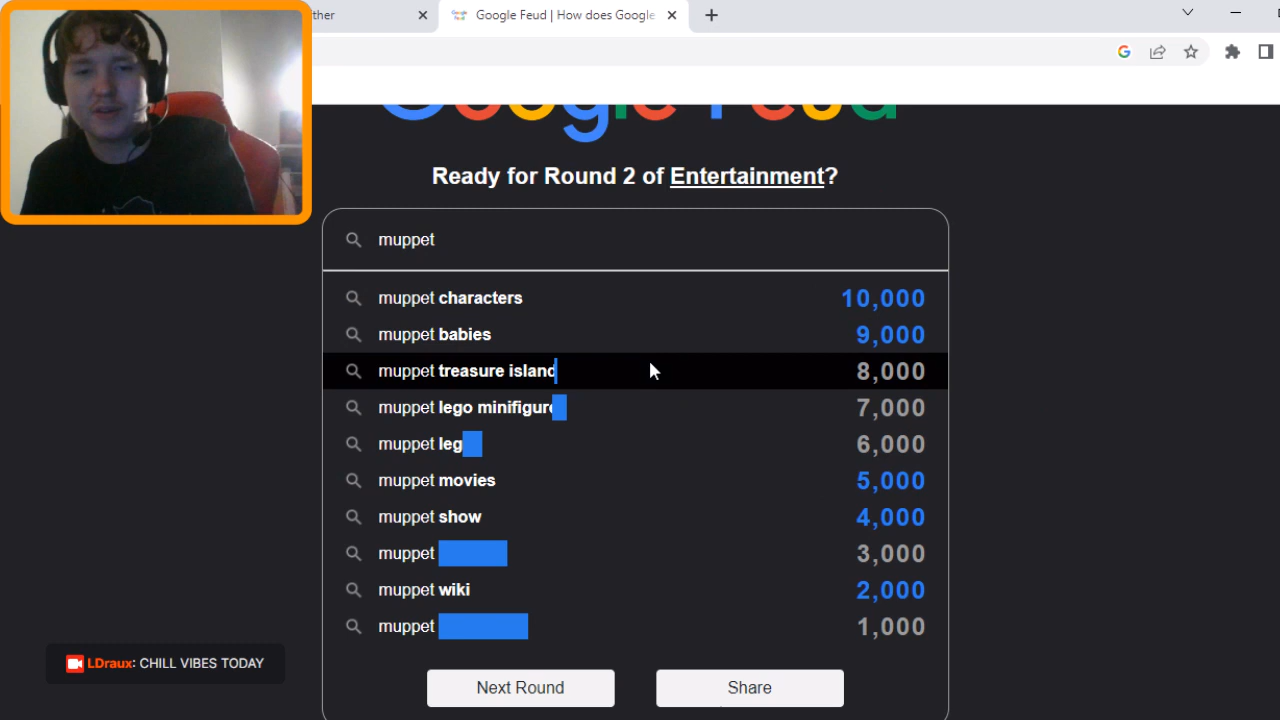 ther
Google Feud | How does Google
Google Feud
Ready for Round 2 of Entertainment?
muppet
muppet characters 10,000
muppet babies 9,000
muppet treasure island 8,000
muppet lego minifigur 7,000
muppet leg 6,000
muppet movies 5,000
muppet show 4,000
muppet 3,000
muppet wiki 2,000
muppet 1,000
LDraux: CHILL VIBES TODAY
Next Round
Share